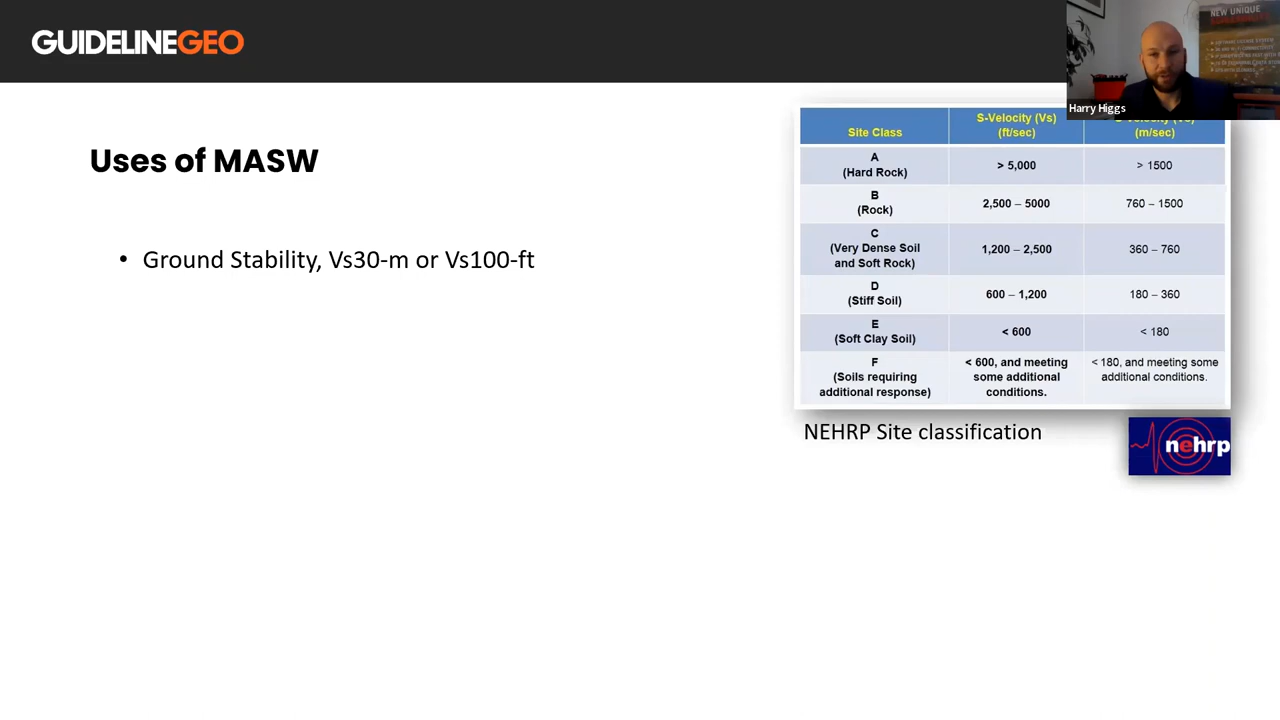 GUIDELINEGEO
NEW UNIQUE
Harry Higgs
Uses of MASW
• Ground Stability, Vs30-m or Vs100-ft
Site Class
S-Velocity (Vs)
(ft/sec)
(m/sec)
A
(Hard Rock)
> 5,000
> 1500
B
(Rock)
2,500 – 5000
760 – 1500
C
(Very Dense Soil
and Soft Rock)
1,200 – 2,500
360 – 760
D
(Stiff Soil)
600 – 1,200
180 – 360
E
(Soft Clay Soil)
< 600
< 180
F
(Soils requiring
additional response)
< 600, and meeting
some additional
conditions.
< 180, and meeting some
additional conditions.
NEHRP Site classification
nehrp